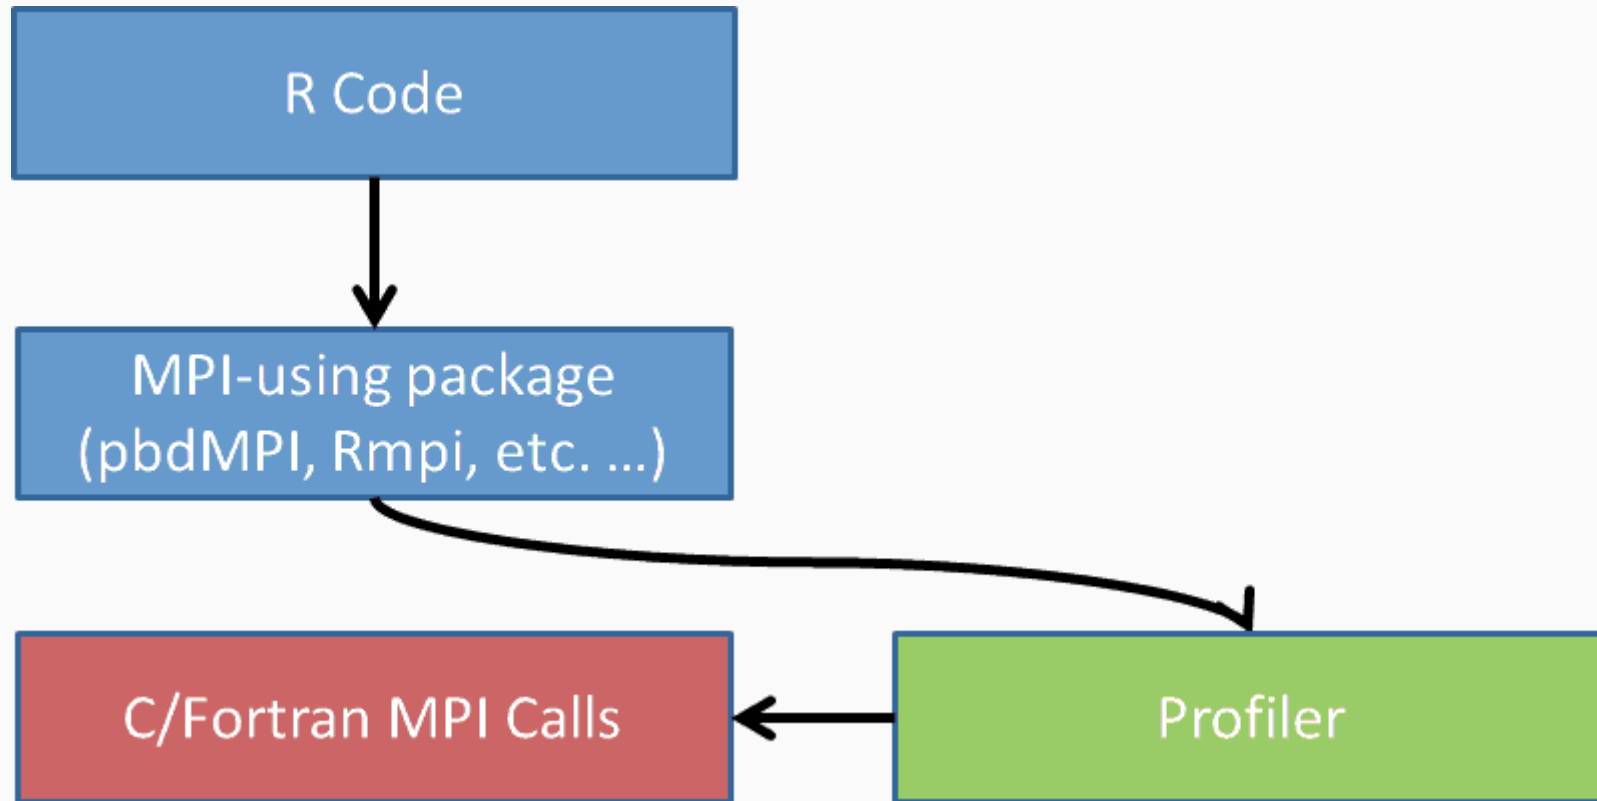 R Code
MPI-using package
(pbdMPI, Rmpi, etc. ...)
C/Fortran MPI Calls
Profiler